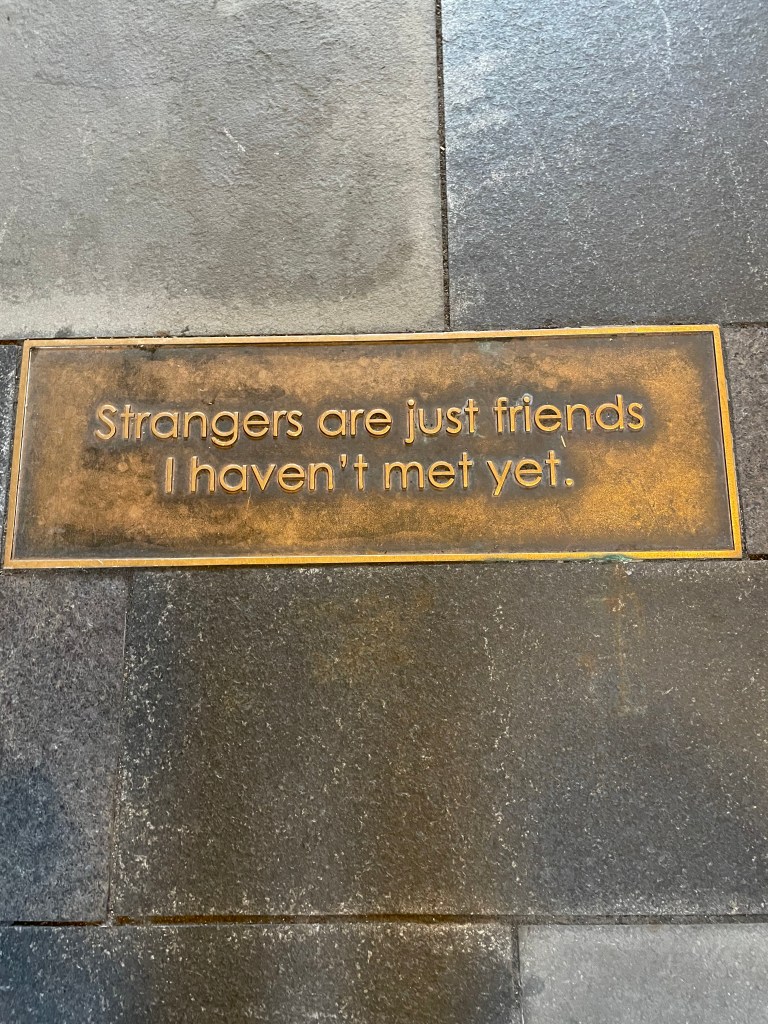 Strangers are just friends
I haven't met yet.